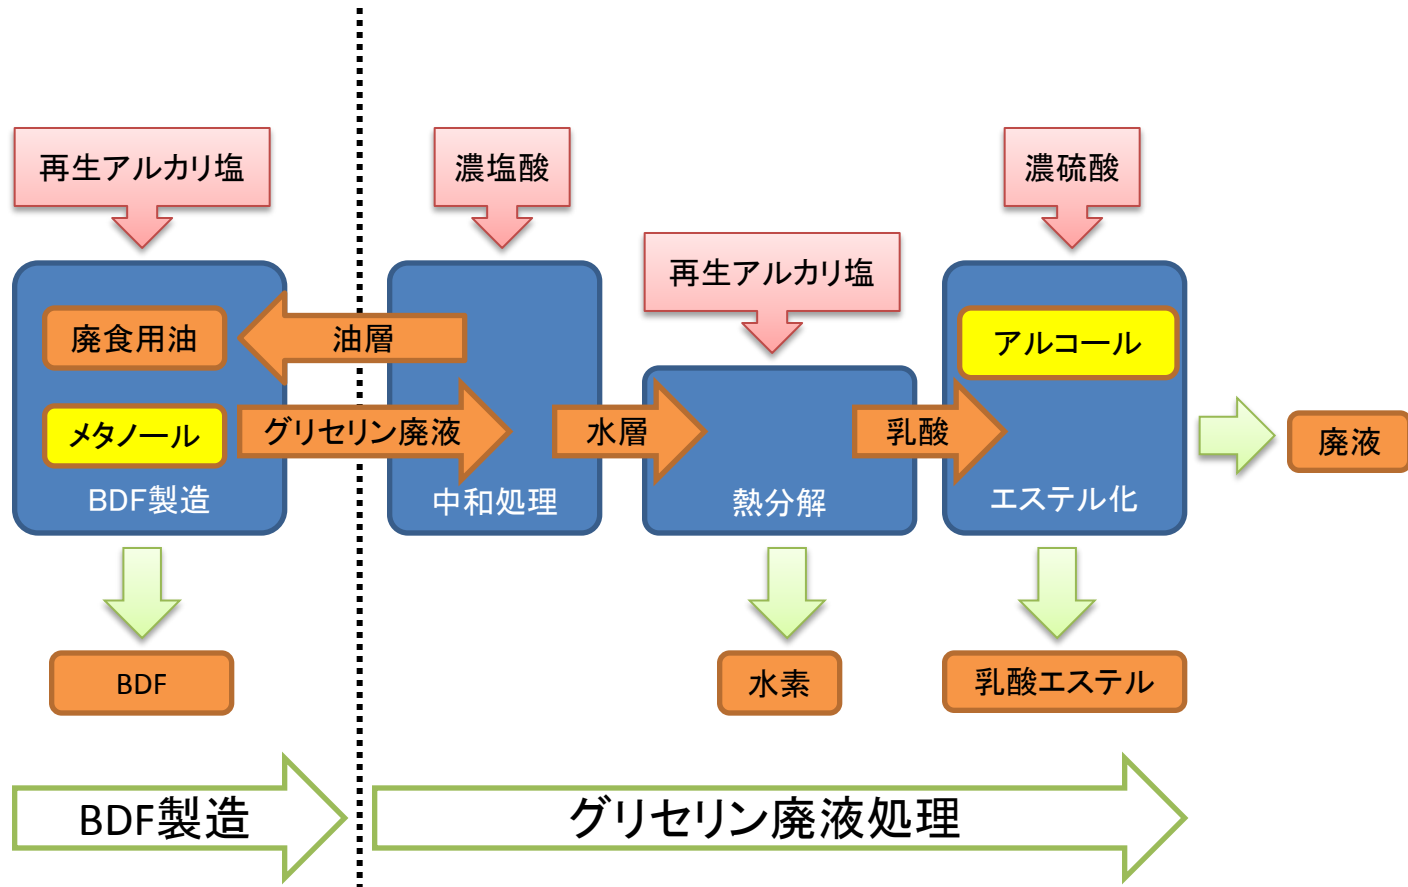 再生アルカリ塩
濃塩酸
濃硫酸
再生アルカリ塩
廃食用油
油層
アルコール
メタノール
グリセリン廃液
水層
乳酸
廃液
BDF製造
中和処理
熱分解
エステル化
BDF
水素
乳酸エステル
BDF製造
グリセリン廃液処理